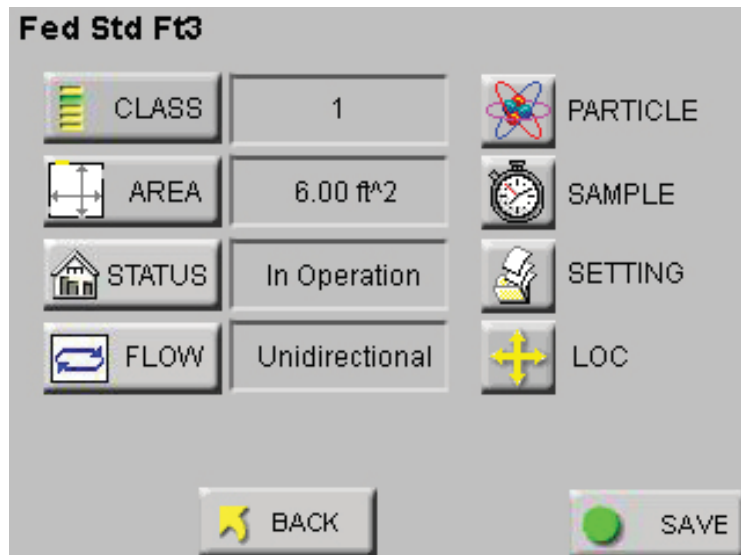 Fed Std Ft3
CLASS 1 PARTICLE
AREA 6.00 ft^2 SAMPLE
STATUS In Operation SETTING
FLOW Unidirectional LOC
BACK SAVE